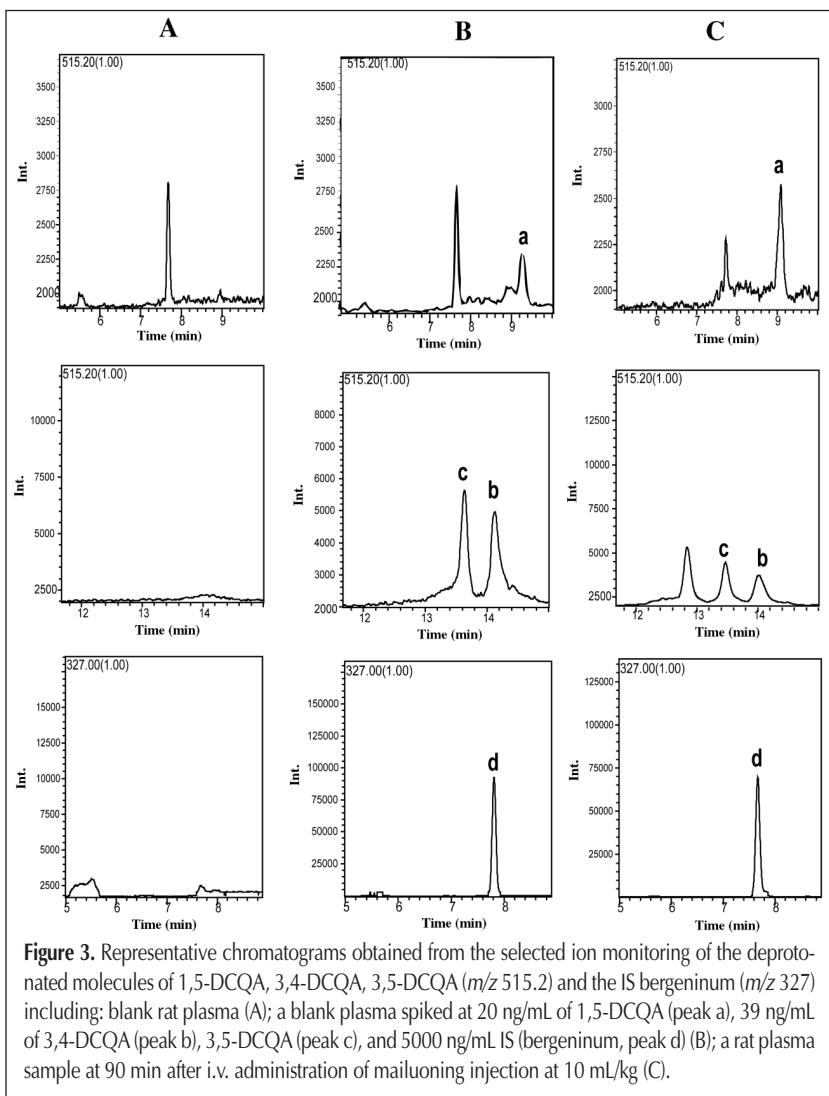 A B C
515.20(1.00)
3500
3250
3000
2750
2500
2250
2000
Int.
6 7 8 9
Time (min)
515.20(1.00)
3500
3250
3000
2750
2500
2250
2000
Int.
a
6 7 8 9
Time (min)
515.20(1.00)
3000
2750
2500
2250
2000
Int.
a
6 7 8 9
Time (min)
515.20(1.00)
10000
7500
5000
2500
Int.
12 13 14
Time (min)
515.20(1.00)
8000
7000
6000
5000
4000
3000
2000
Int.
c b
12 13 14
Time (min)
515.20(1.00)
12500
10000
7500
5000
2500
Int.
c b
12 13 14
Time (min)
327.00(1.00)
15000
12500
10000
7500
5000
2500
Int.
5 6 7 8
Time (min)
327.00(1.00)
150000
125000
100000
75000
50000
25000
Int.
d
5 6 7 8
Time (min)
327.00(1.00)
125000
100000
75000
50000
25000
Int.
d
5 6 7 8
Time (min)
Figure 3. Representative chromatograms obtained from the selected ion monitoring of the deproto-
nated molecules of 1,5-DCQA, 3,4-DCQA, 3,5-DCQA (m/z 515.2) and the IS bergeninum (m/z 327)
including: blank rat plasma (A); a blank plasma spiked at 20 ng/mL of 1,5-DCQA (peak a), 39 ng/mL
of 3,4-DCQA (peak b), 3,5-DCQA (peak c), and 5000 ng/mL IS (bergeninum, peak d) (B); a rat plasma
sample at 90 min after i.v. administration of mailuoning injection at 10 mL/kg (C).